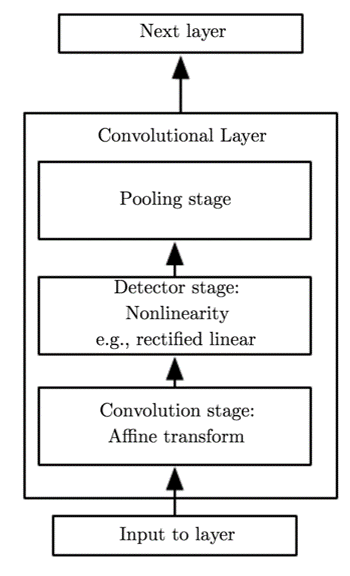 Next layer
Convolutional Layer
Pooling stage
Detector stage:
Nonlinearity
e.g., rectified linear
Convolution stage:
Affine transform
Input to layer